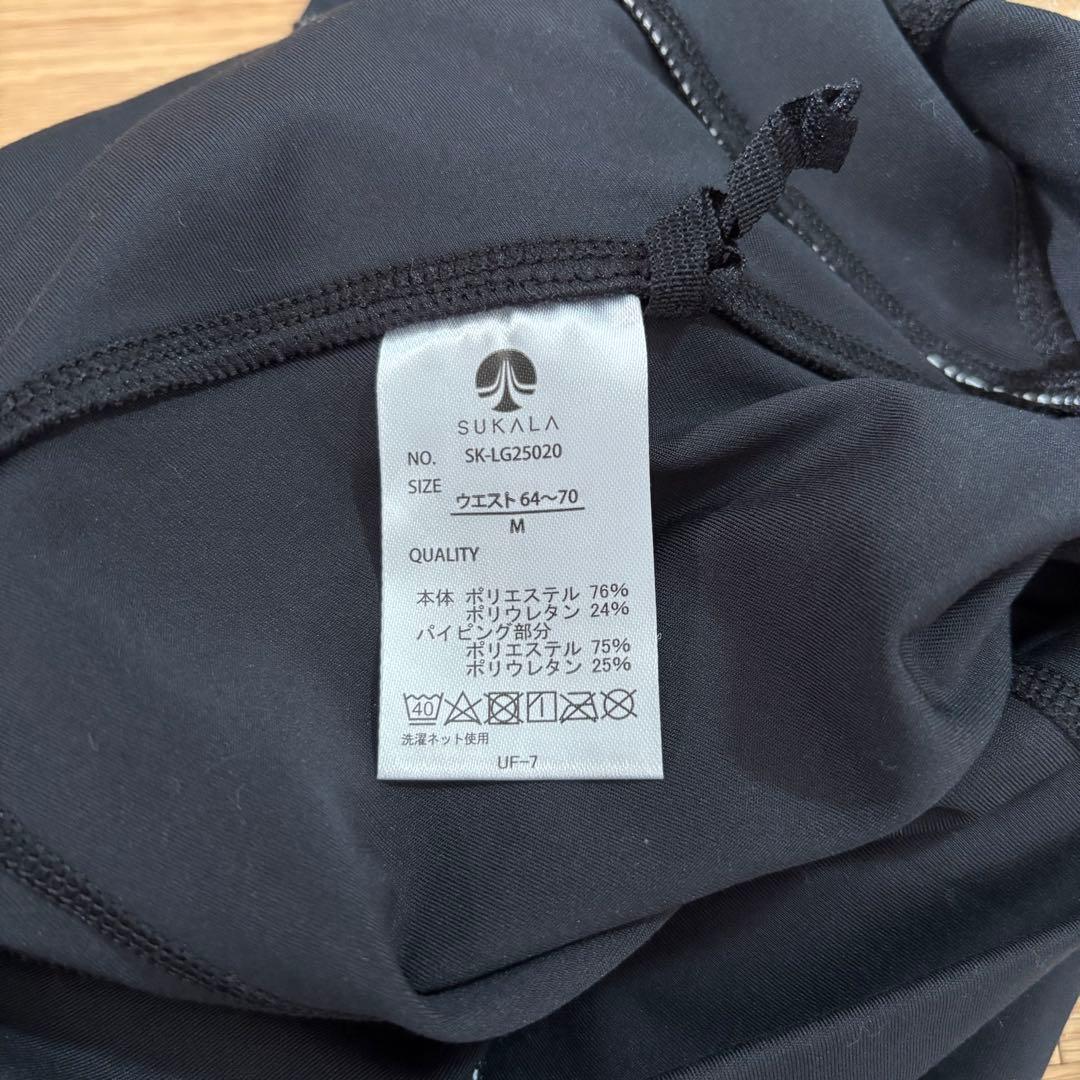 SUKALA
NO. SK-LG25020
SIZE
ウエスト 64〜70
M
QUALITY
本体 ポリエステル 76%
ポリウレタン 24%
パイピング部分
ポリエステル 75%
ポリウレタン 25%
40
洗濯ネット使用
UF-7